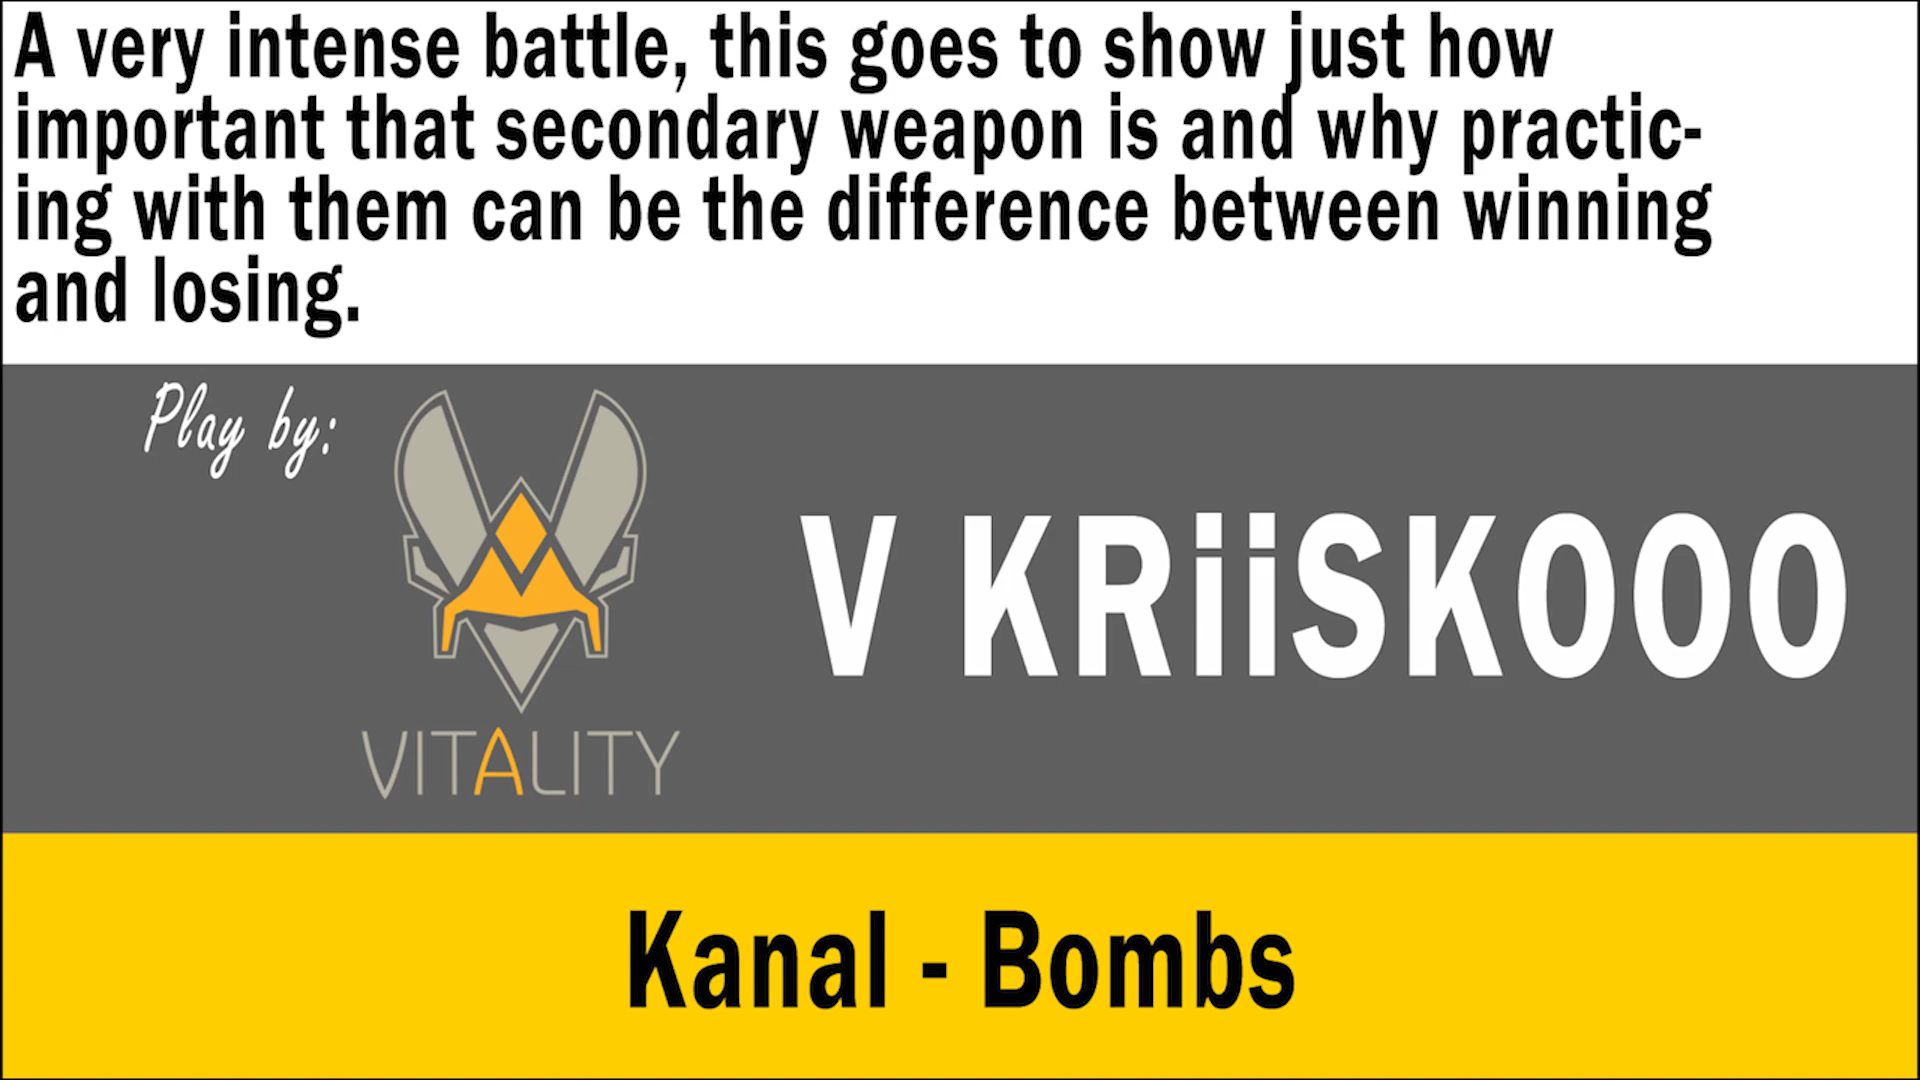 A very intense battle, this goes to show just how
important that secondary weapon is and why practic-
ing with them can be the difference between winning
and losing.
Play by:
V KRiiSKOOO
VITALITY
Kanal - Bombs